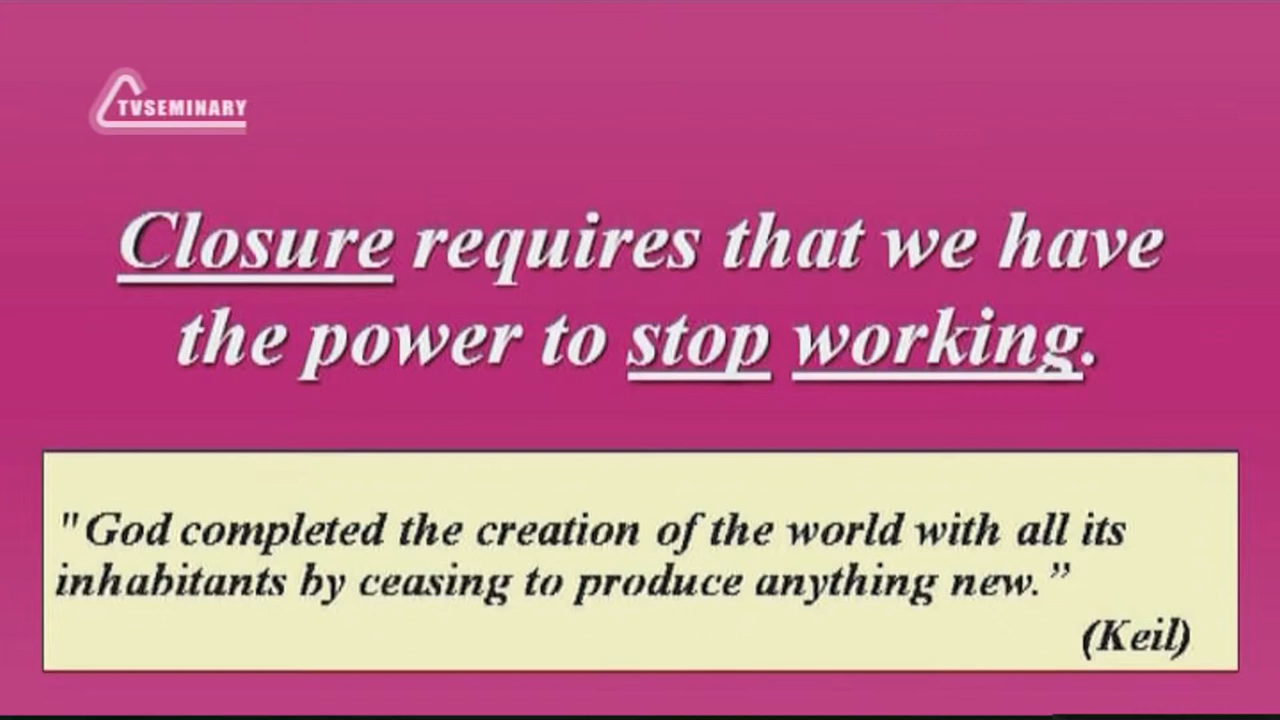 TVSEMINARY
Closure requires that we have
the power to stop working.
"God completed the creation of the world with all its
inhabitants by ceasing to produce anything new.”
(Keil)